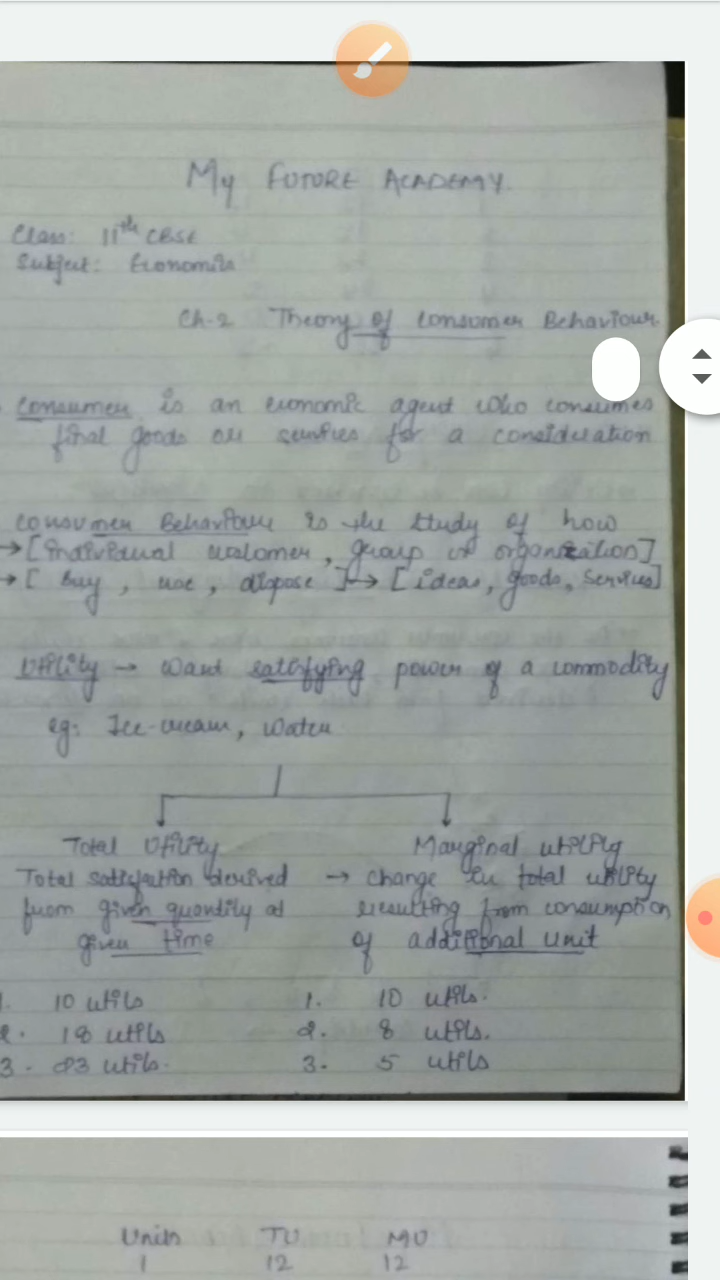 My FUTURE ACADEMY.
Class: 11th CBSE
Subject: Economics
Ch-2 Theory of Consumer Behaviour
Consumer is an economic agent who consumes
final goods or services for a consideration
Consumer Behaviour is the study of how
→ [individual customer, group or organization]
→ [buy, use, dispose] → [ideas, goods, services]
Utility → Want satisfying power of a commodity
eg: Ice-cream, Water
Total Utility
Marginal utility
Total satisfaction derived
from given quantity at
given time
→ change in total utility
resulting from consumption
of additional unit
1. 10 utils
2. 18 utils
3. 23 utils.
1. 10 utils.
2. 8 utils.
3. 5 utils
Units TU MU
1 12 12